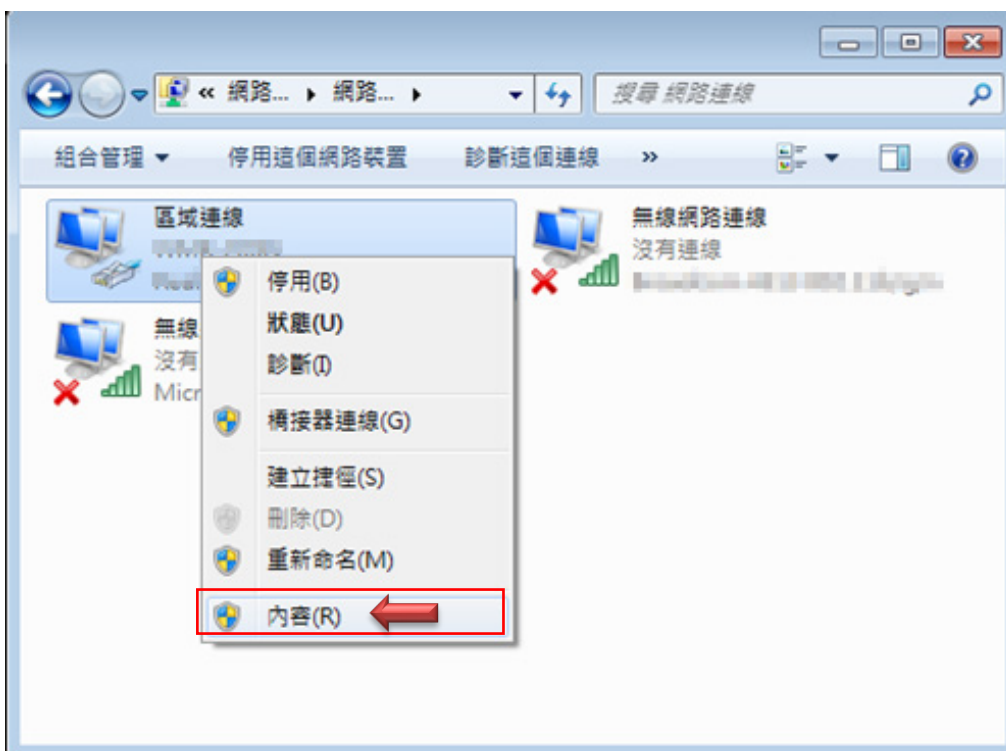 « 網路... ▸ 網路... ▸
搜尋 網路連線
組合管理 停用這個網路裝置 診斷這個連線 »
區域連線
無線網路連線
沒有連線
無線
沒有
Micr
停用(B)
狀態(U)
診斷(I)
橋接器連線(G)
建立捷徑(S)
刪除(D)
重新命名(M)
內容(R)